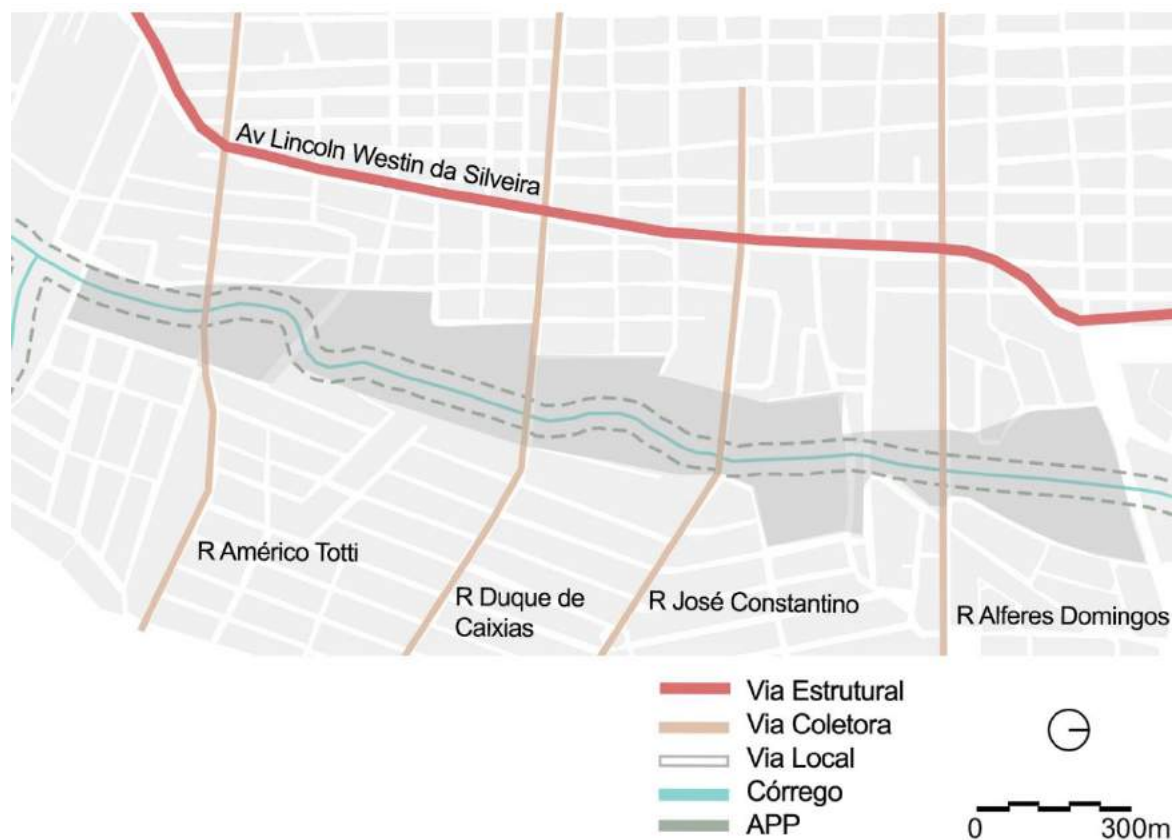 Av Lincoln Westin da Silveira
R Américo Totti
R Duque de
Caixias
R José Constantino
R Alferes Domingos
Via Estrutural
Via Coletora
Via Local
Córrego
APP
0 300m